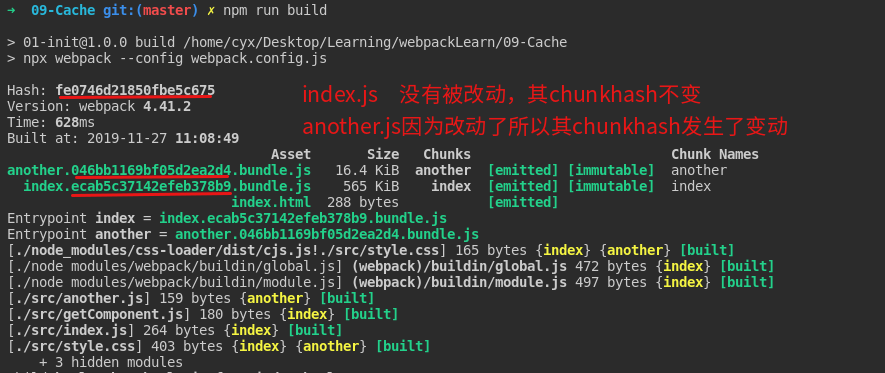 ➜ 09-Cache git:(master) ✗ npm run build
> 01-init@1.0.0 build /home/cyx/Desktop/Learning/webpackLearn/09-Cache
> npx webpack --config webpack.config.js
Hash: fe0746d21850fbe5c675
index.js 没有被改动，其chunkhash不变
Version: webpack 4.41.2
Time: 628ms
another.js因为改动了所以其chunkhash发生了变动
Built at: 2019-11-27 11:08:49
Asset Size Chunks Chunk Names
another.046bb1169bf05d2ea2d4.bundle.js 16.4 KiB another [emitted] [immutable] another
index.ecab5c37142efeb378b9.bundle.js 565 KiB index [emitted] [immutable] index
index.html 288 bytes [emitted]
Entrypoint index = index.ecab5c37142efeb378b9.bundle.js
Entrypoint another = another.046bb1169bf05d2ea2d4.bundle.js
[./node_modules/css-loader/dist/cjs.js!./src/style.css] 165 bytes {index} {another} [built]
[./node modules/webpack/buildin/global.js] (webpack)/buildin/global.js 472 bytes {index} [built]
[./node modules/webpack/buildin/module.js] (webpack)/buildin/module.js 497 bytes {index} [built]
[./src/another.js] 159 bytes {another} [built]
[./src/getComponent.js] 180 bytes {index} [built]
[./src/index.js] 264 bytes {index} [built]
[./src/style.css] 403 bytes {index} {another} [built]
+ 3 hidden modules